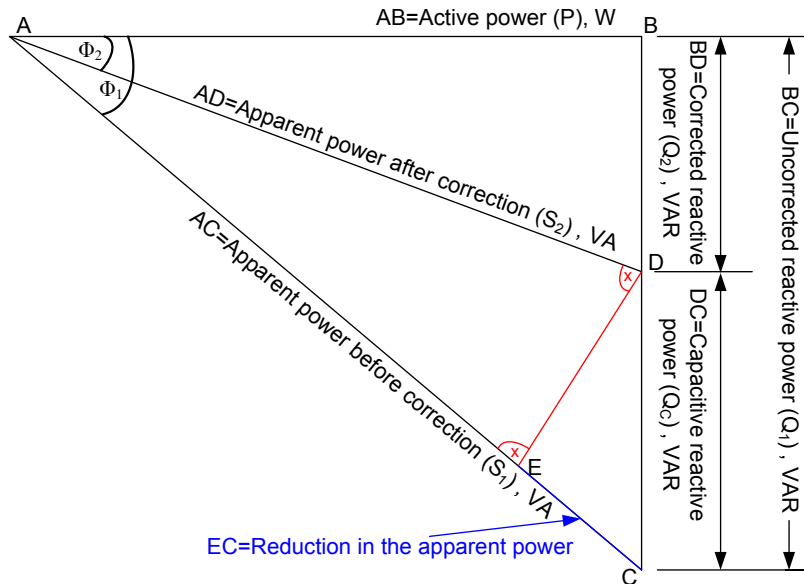 A
AB=Active power (P), W
B
Φ2
Φ1
AD=Apparent power after correction (S2) , VA
AC=Apparent power before correction (S1) , VA
BD=Corrected reactive
power (Q2) , VAR
BC=Uncorrected reactive power (Q1) , VAR
x
D
DC=Capacitive reactive
power (QC) , VAR
x
E
EC=Reduction in the apparent power
C